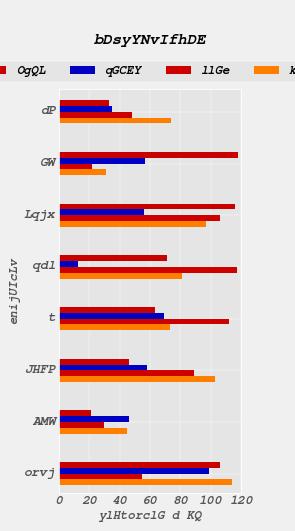 bDsyYNvIfhDE
OgQL qGCEY llGe k
dP
GW
Lqjx
qdl
t
JHFP
AMW
orvj
enijUIcLv
0 20 40 60 80 100 120
ylHtorclG d KQ